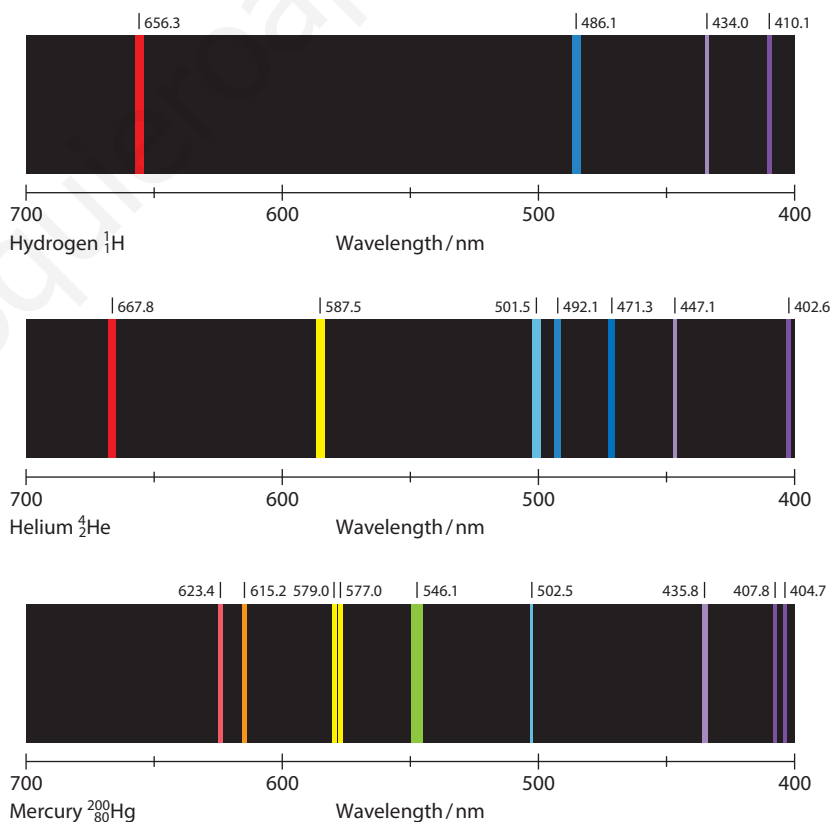 656.3 486.1 434.0 410.1
700 600 500 400
Hydrogen ¹₁H Wavelength/nm
667.8 587.5 501.5 492.1 471.3 447.1 402.6
700 600 500 400
Helium ⁴₂He Wavelength/nm
623.4 615.2 579.0 577.0 546.1 502.5 435.8 407.8 404.7
700 600 500 400
Mercury ²⁰⁰₈₀Hg Wavelength/nm